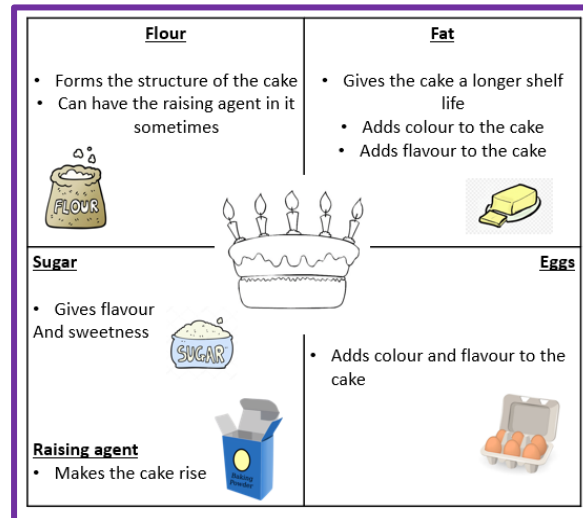 Flour
• Forms the structure of the cake
• Can have the raising agent in it
sometimes
FLOUR
Fat
• Gives the cake a longer shelf
life
• Adds colour to the cake
• Adds flavour to the cake
Sugar
• Gives flavour
And sweetness
SUGAR
Eggs
• Adds colour and flavour to the
cake
Raising agent
• Makes the cake rise
Baking
Powder